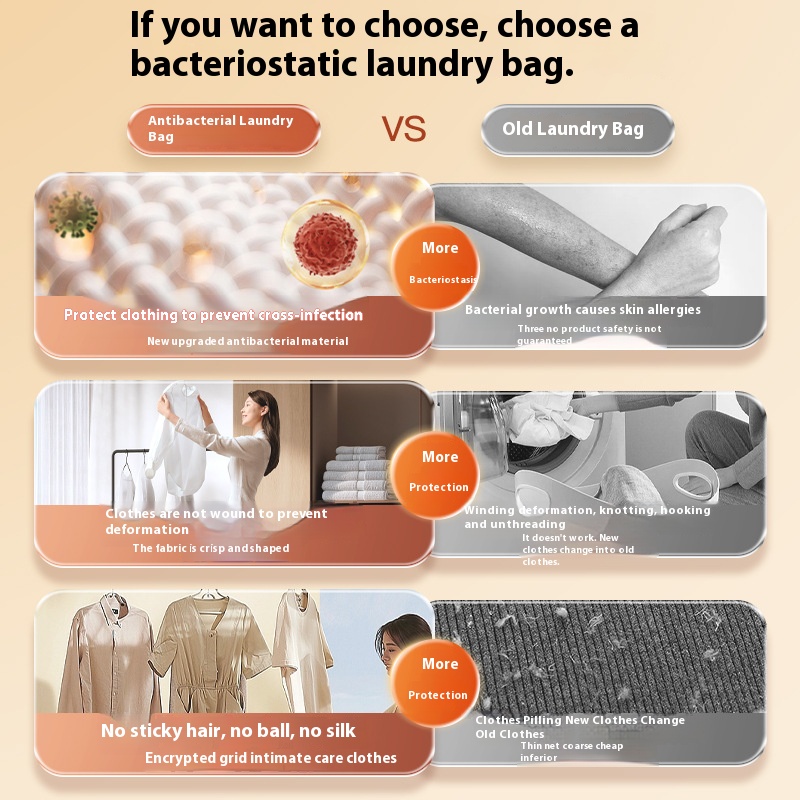 If you want to choose, choose a
bacteriostatic laundry bag.
Antibacterial Laundry
Bag
VS
Old Laundry Bag
Protect clothing to prevent cross-infection
New upgraded antibacterial material
More
Bacteriostasis
Bacterial growth causes skin allergies
Three no product safety is not
guaranteed
Clothes are not wound to prevent
deformation
The fabric is crisp and shaped
More
Protection
Winding deformation, knotting, hooking
and unthreading
It doesn't work. New
clothes change into old
clothes.
No sticky hair, no ball, no silk
Encrypted grid intimate care clothes
More
Protection
Clothes Pilling New Clothes Change
Old Clothes
Thin net coarse cheap
inferior